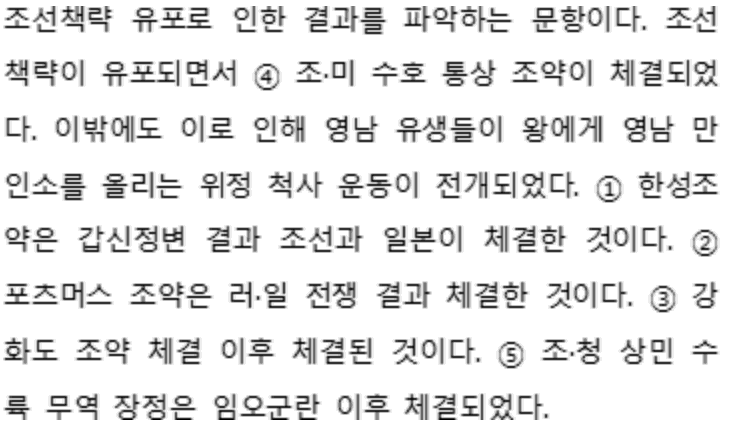 조선책략 유포로 인한 결과를 파악하는 문항이다. 조선
책략이 유포되면서 ④ 조·미 수호 통상 조약이 체결되었
다. 이밖에도 이로 인해 영남 유생들이 왕에게 영남 만
인소를 올리는 위정 척사 운동이 전개되었다. ① 한성조
약은 갑신정변 결과 조선과 일본이 체결한 것이다. ②
포츠머스 조약은 러·일 전쟁 결과 체결한 것이다. ③ 강
화도 조약 체결 이후 체결된 것이다. ⑤ 조·청 상민 수
륙 무역 장정은 임오군란 이후 체결되었다.